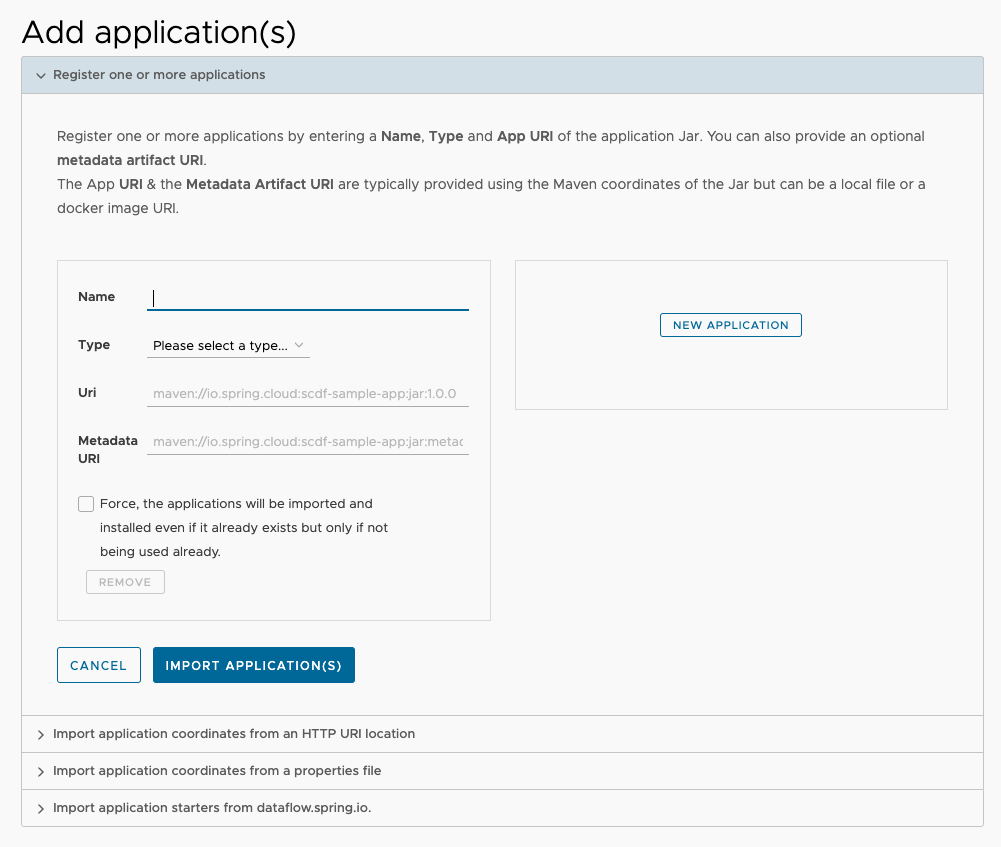 Add application(s)
Register one or more applications
Register one or more applications by entering a Name, Type and App URI of the application Jar. You can also provide an optional
metadata artifact URI.
The App URI & the Metadata Artifact URI are typically provided using the Maven coordinates of the Jar but can be a local file or a
docker image URI.
Name
Type Please select a type...
Uri maven://io.spring.cloud:scdf-sample-app:jar:1.0.0
Metadata URI maven://io.spring.cloud:scdf-sample-app:jar:metac
Force, the applications will be imported and
installed even if it already exists but only if not
being used already.
REMOVE
NEW APPLICATION
CANCEL IMPORT APPLICATION(S)
Import application coordinates from an HTTP URI location
Import application coordinates from a properties file
Import application starters from dataflow.spring.io.